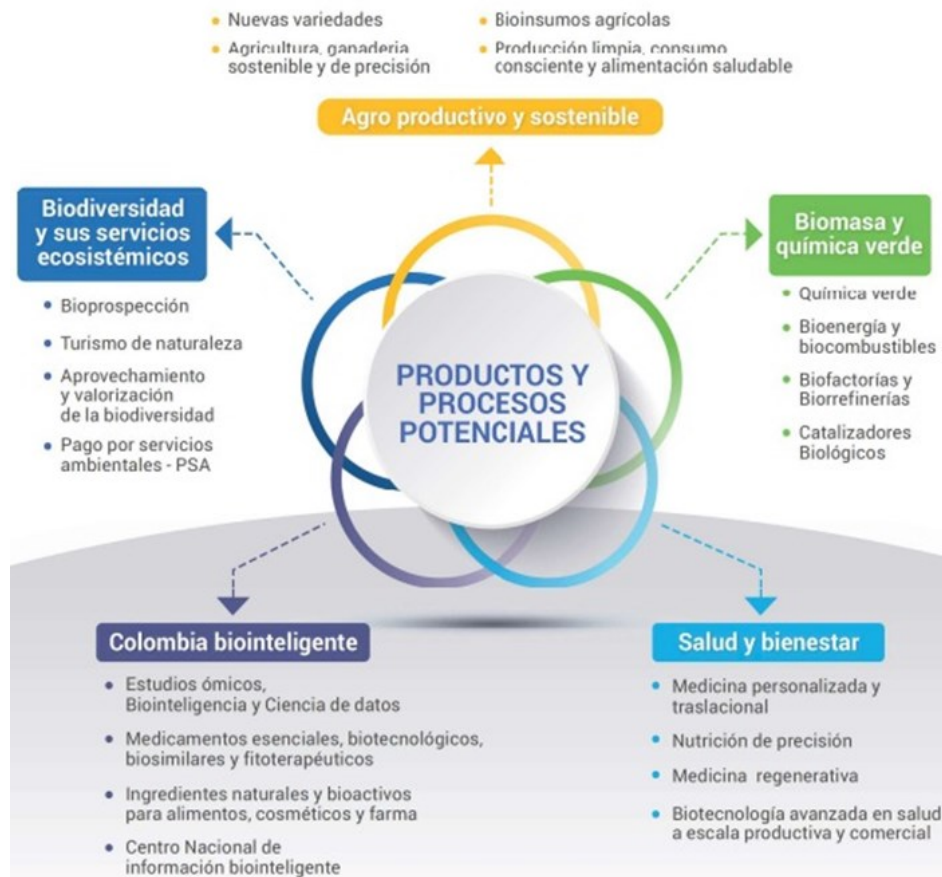 Nuevas variedades
Agricultura, ganaderia
sostenible y de precisión
Bioinsumos agrícolas
Producción limpia, consumo
consciente y alimentación saludable
Agro productivo y sostenible
Biodiversidad
y sus servicios
ecosistémicos
Bioprospección
Turismo de naturaleza
Aprovechamiento
y valorización
de la biodiversidad
Pago por servicios
ambientales - PSA
PRODUCTOS Y
PROCESOS
POTENCIALES
Biomasa y
química verde
Química verde
Bioenergía y
biocombustibles
Biofactorías y
Biorrefinerías
Catalizadores
Biológicos
Colombia biointeligente
Estudios ómicos,
Biointeligencia y Ciencia de datos
Medicamentos esenciales, biotecnológicos,
biosimilares y fitoterapéuticos
Ingredientes naturales y bioactivos
para alimentos, cosméticos y farma
Centro Nacional de
información biointeligente
Salud y bienestar
Medicina personalizada y
traslacional
Nutrición de precisión
Medicina regenerativa
Biotecnología avanzada en salud
a escala productiva y comercial